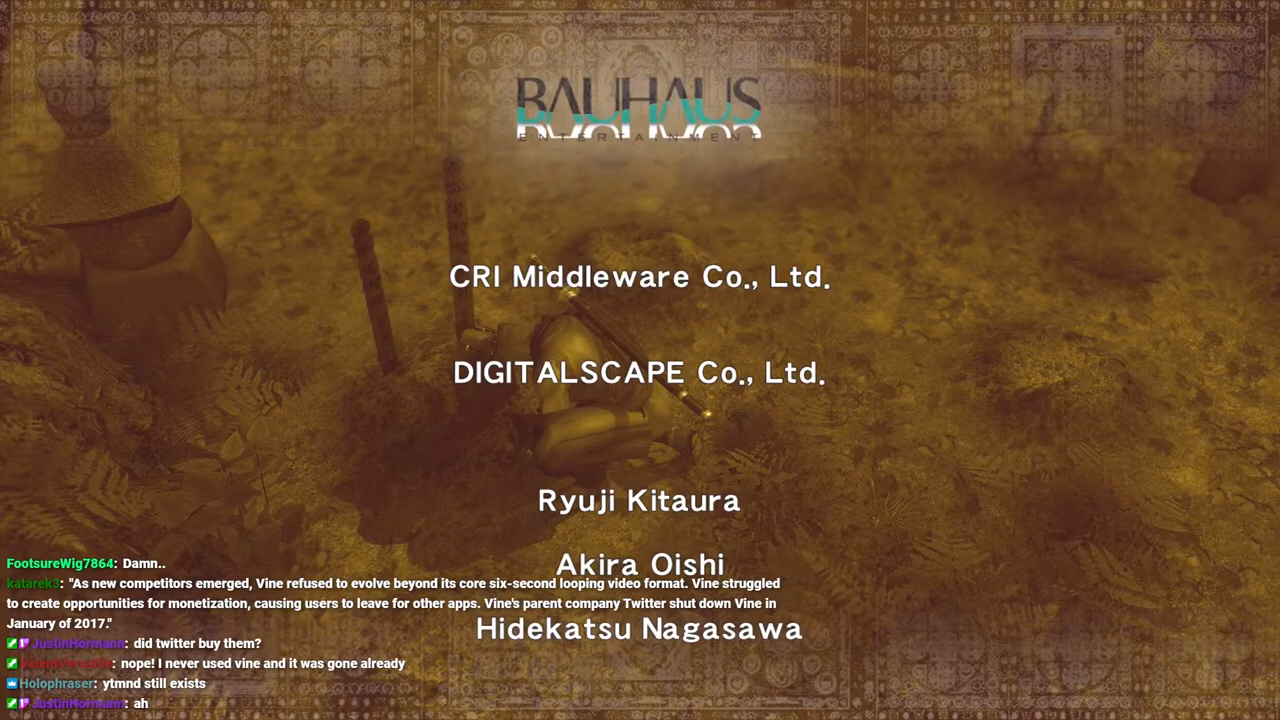 BAUHAUS
ENTERTAINMENT
CRI Middleware Co., Ltd.
DIGITALSCAPE Co., Ltd.
Ryuji Kitaura
Akira Oishi
Hidekatsu Nagasawa
FootsureWig7864: Damn..
katarek3: "As new competitors emerged, Vine refused to evolve beyond its core six-second looping video format. Vine struggled
to create opportunities for monetization, causing users to leave for other apps. Vine's parent company Twitter shut down Vine in
January of 2017."
JustinHormann: did twitter buy them?
nope! I never used vine and it was gone already
Holophraser: ytmnd still exists
JustinHormann: ah